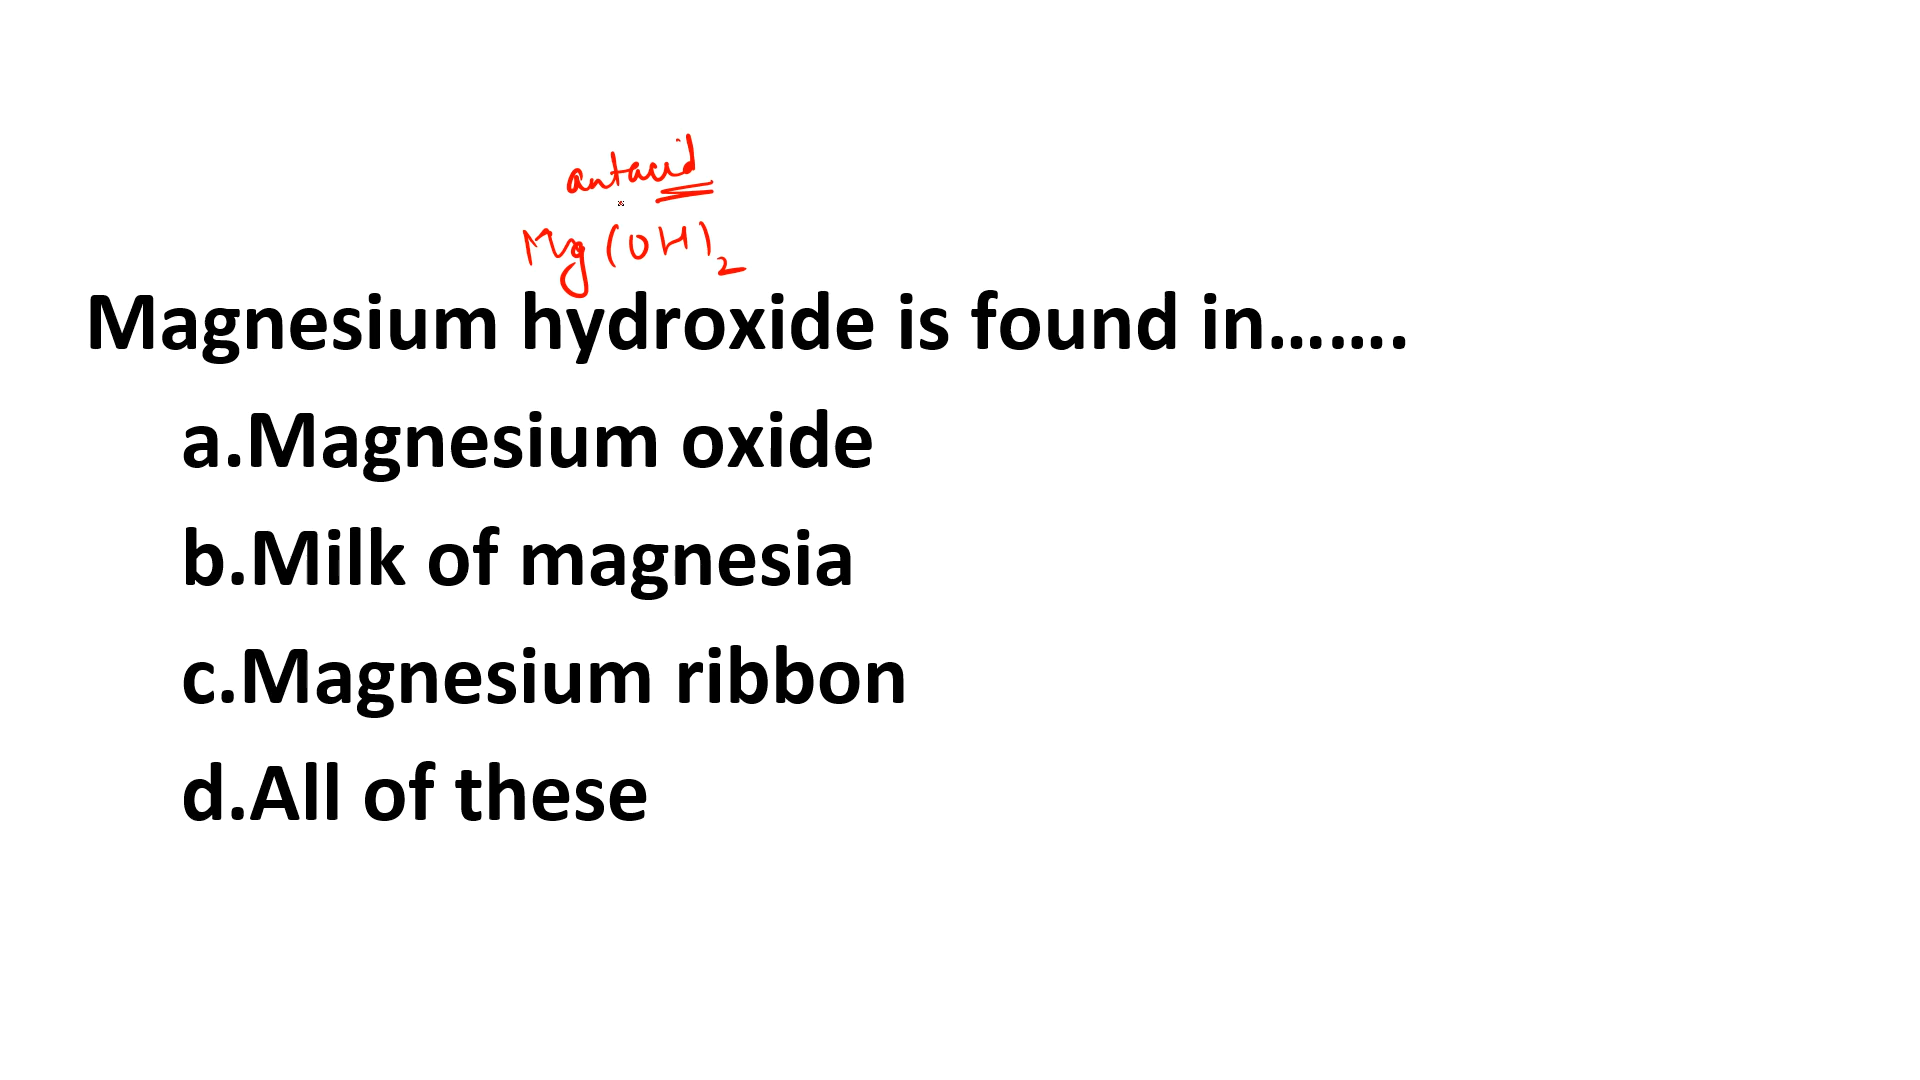 antacid
Mg(OH)2
Magnesium hydroxide is found in.......
a.Magnesium oxide
b.Milk of magnesia
c.Magnesium ribbon
d.All of these